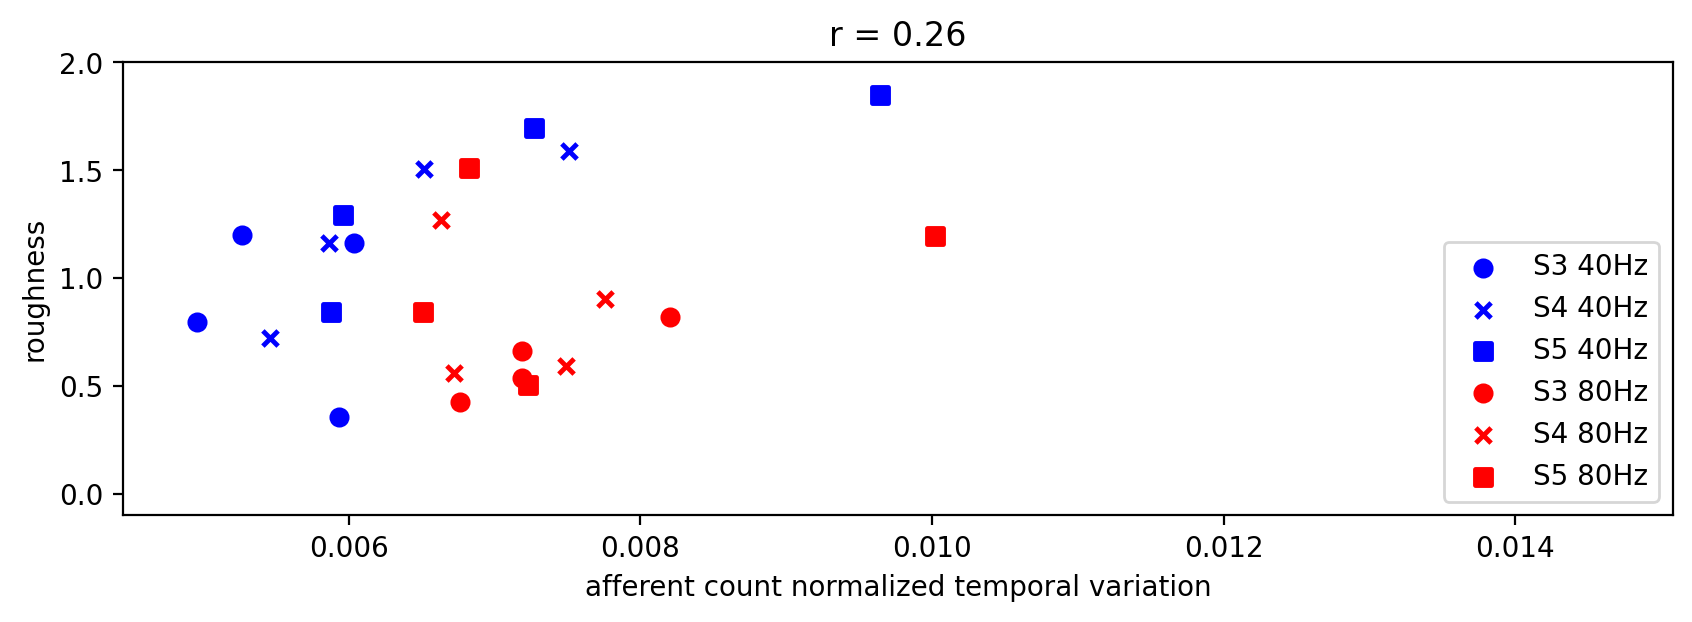 r = 0.26
2.0
1.5
1.0
0.5
0.0
roughness
0.006 0.008 0.010 0.012 0.014
afferent count normalized temporal variation
S3 40Hz
S4 40Hz
S5 40Hz
S3 80Hz
S4 80Hz
S5 80Hz